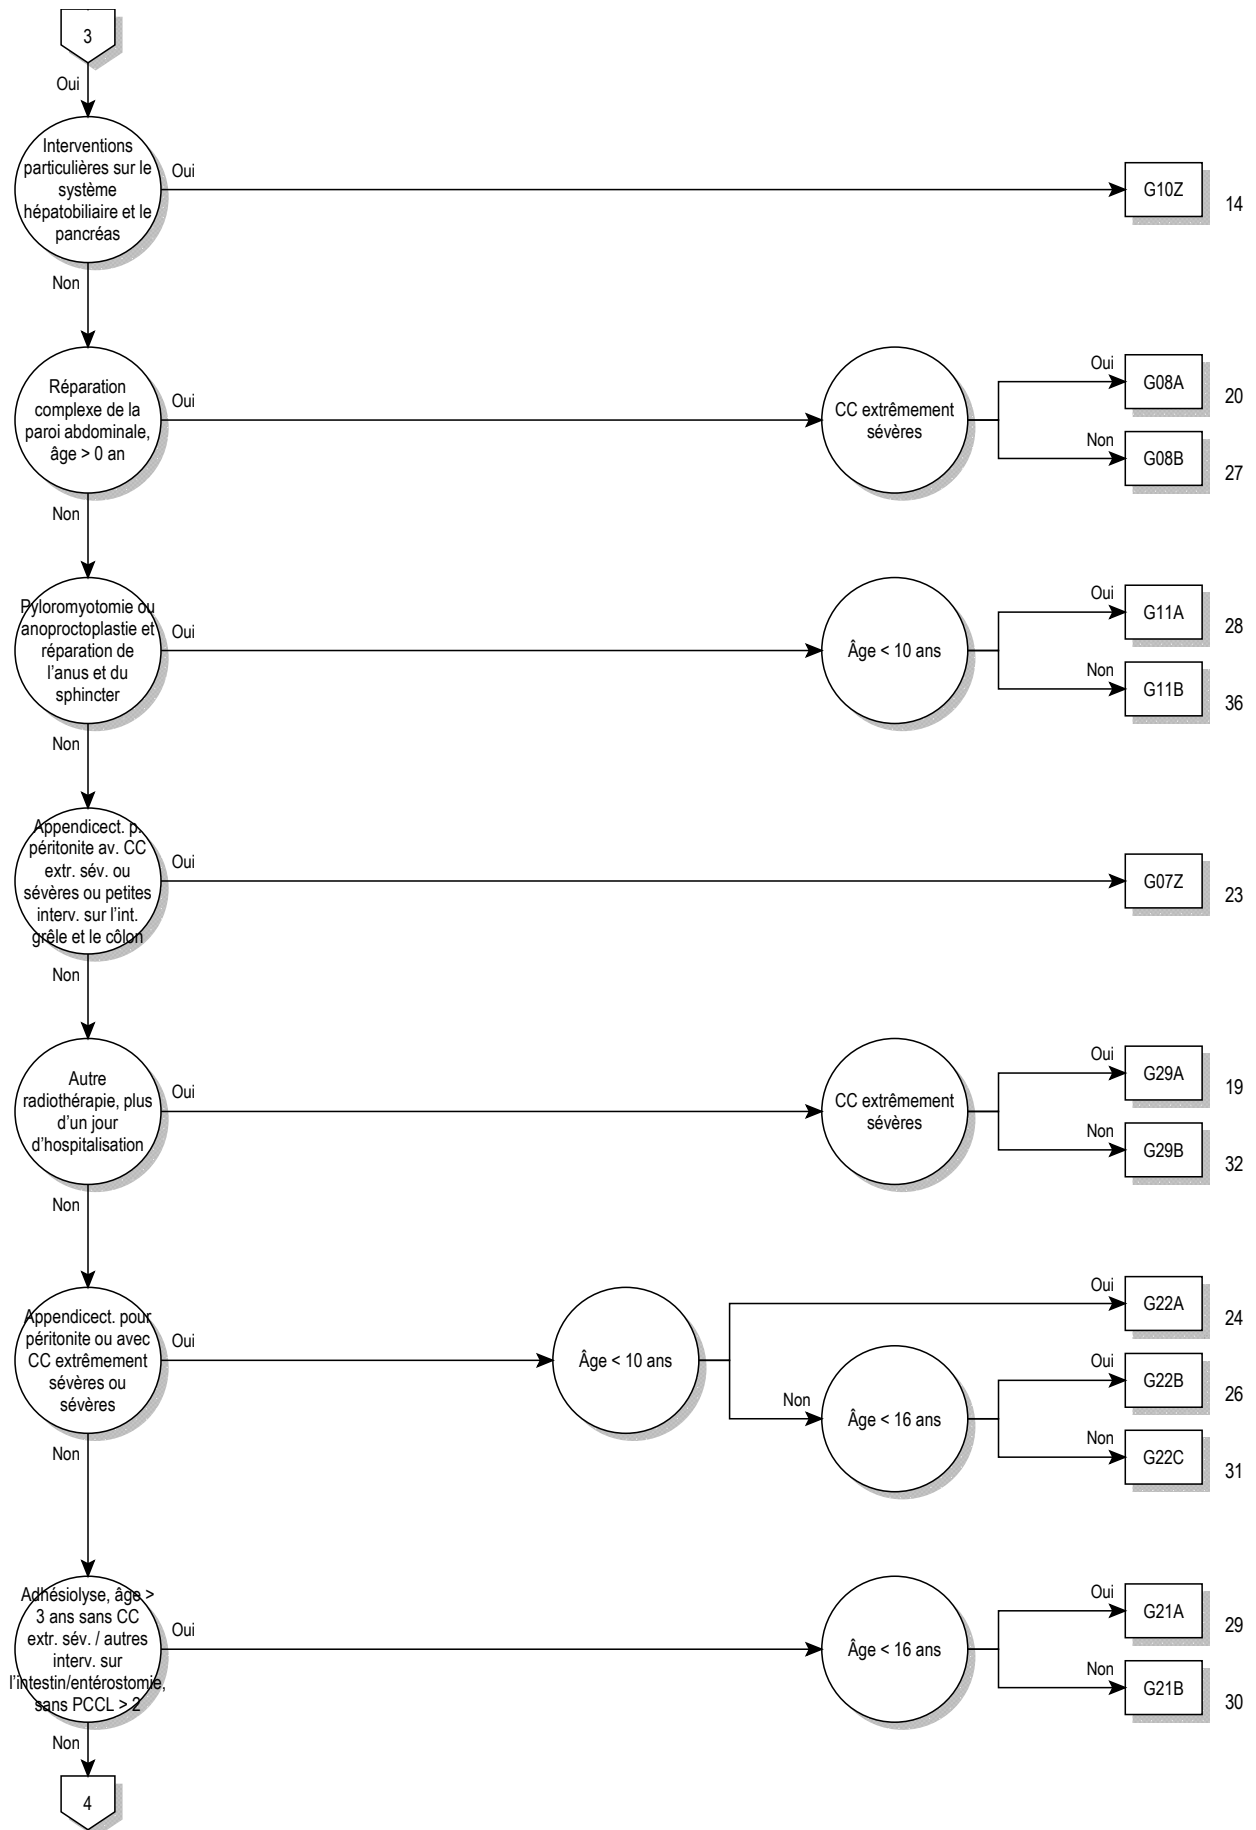 3
Oui
Interventions
particulières sur le
système
hépatobiliaire et le
pancréas
Oui
G10Z
14
Non
Réparation
complexe de la
paroi abdominale,
âge > 0 an
Oui
CC extrêmement
sévères
Oui
G08A
20
Non
G08B
27
Non
Pyloromyotomie ou
anoproctoplastie et
réparation de
l'anus et du
sphincter
Oui
Âge < 10 ans
Oui
G11A
28
Non
G11B
36
Non
Appendicect. p.
péritonite av. CC
extr. sév. ou
sévères ou petites
interv. sur l'int.
grêle et le côlon
Oui
G07Z
23
Non
Autre
radiothérapie, plus
d'un jour
d'hospitalisation
Oui
CC extrêmement
sévères
Oui
G29A
19
Non
G29B
32
Non
Appendicect. pour
péritonite ou avec
CC extrêmement
sévères ou
sévères
Oui
Âge < 10 ans
Oui
G22A
24
Non
Âge < 16 ans
Oui
G22B
26
Non
G22C
31
Non
Adhésiolyse, âge >
3 ans sans CC
extr. sév. / autres
interv. sur
l'intestin/entérostomie,
sans PCCL > 2
Oui
Âge < 16 ans
Oui
G21A
29
Non
G21B
30
Non
4